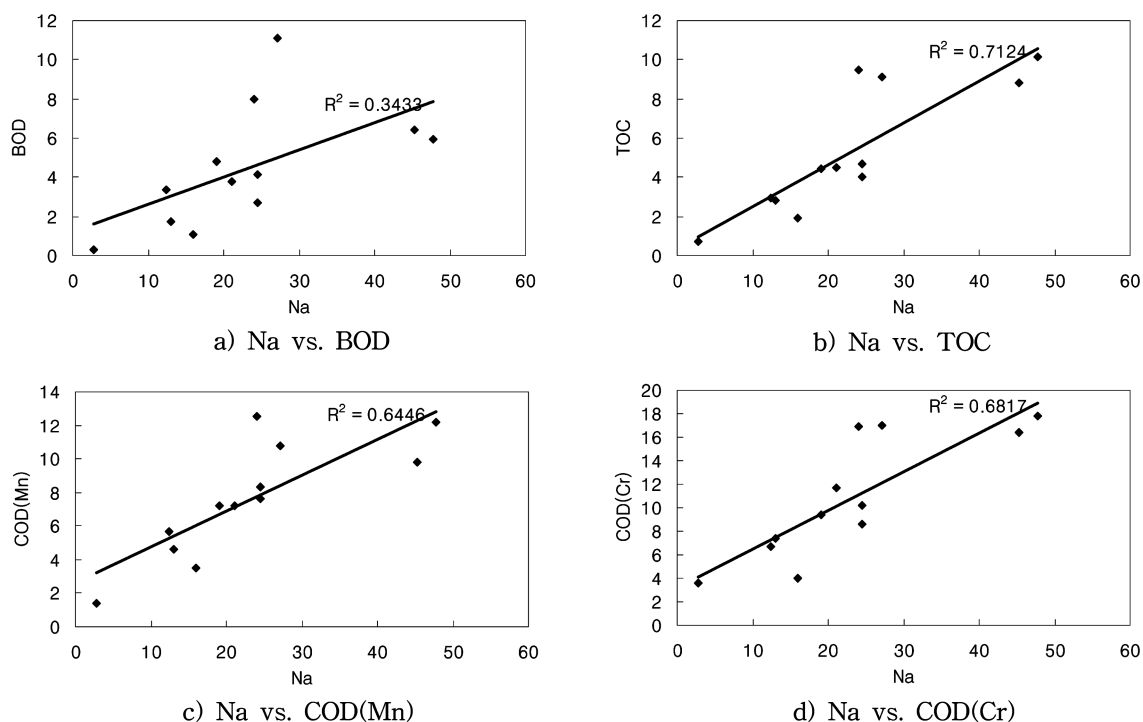 12
10
8
6
4
2
0
BOD
R² = 0.3433
0 10 20 30 40 50 60
Na
a) Na vs. BOD
12
10
8
6
4
2
0
TOC
R² = 0.7124
0 10 20 30 40 50 60
Na
b) Na vs. TOC
14
12
10
8
6
4
2
0
COD(Mn)
R² = 0.6446
0 10 20 30 40 50 60
Na
c) Na vs. COD(Mn)
20
18
16
14
12
10
8
6
4
2
0
COD(Cr)
R² = 0.6817
0 10 20 30 40 50 60
Na
d) Na vs. COD(Cr)